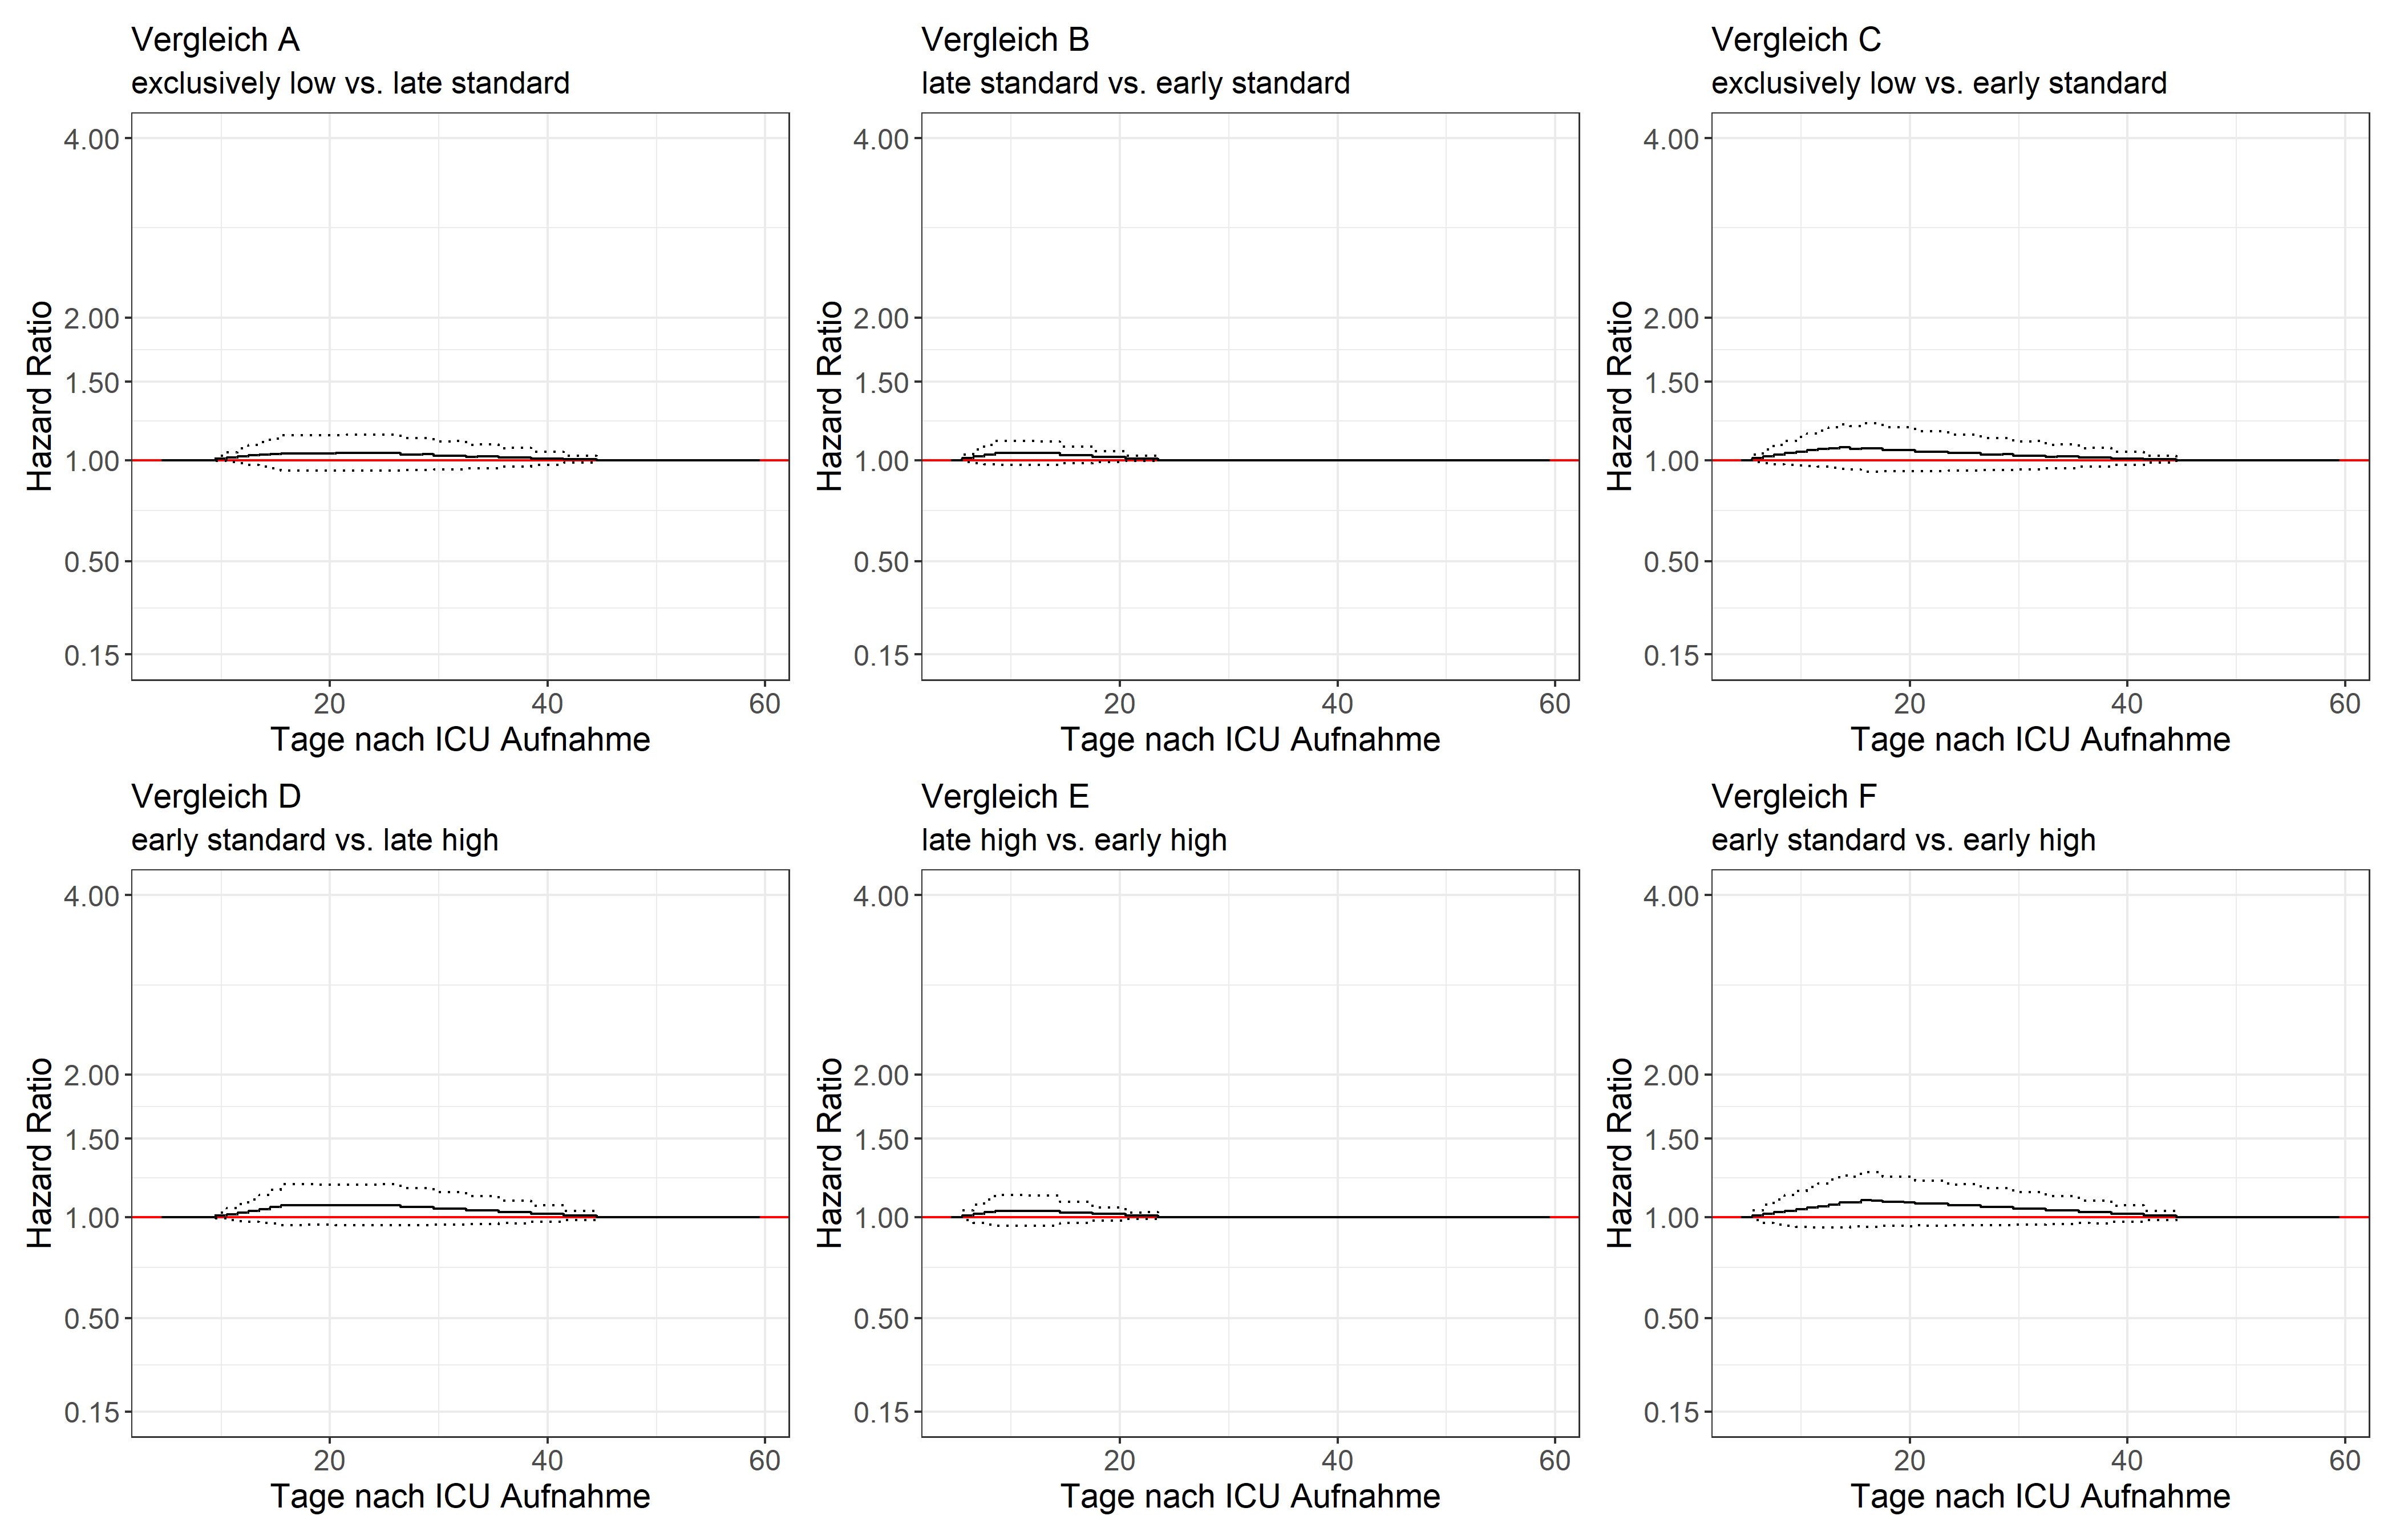 Vergleich A
exclusively low vs. late standard
4.00
2.00
1.50
1.00
0.50
0.15
Hazard Ratio
20 40 60
Tage nach ICU Aufnahme
Vergleich B
late standard vs. early standard
4.00
2.00
1.50
1.00
0.50
0.15
Hazard Ratio
20 40 60
Tage nach ICU Aufnahme
Vergleich C
exclusively low vs. early standard
4.00
2.00
1.50
1.00
0.50
0.15
Hazard Ratio
20 40 60
Tage nach ICU Aufnahme
Vergleich D
early standard vs. late high
4.00
2.00
1.50
1.00
0.50
0.15
Hazard Ratio
20 40 60
Tage nach ICU Aufnahme
Vergleich E
late high vs. early high
4.00
2.00
1.50
1.00
0.50
0.15
Hazard Ratio
20 40 60
Tage nach ICU Aufnahme
Vergleich F
early standard vs. early high
4.00
2.00
1.50
1.00
0.50
0.15
Hazard Ratio
20 40 60
Tage nach ICU Aufnahme